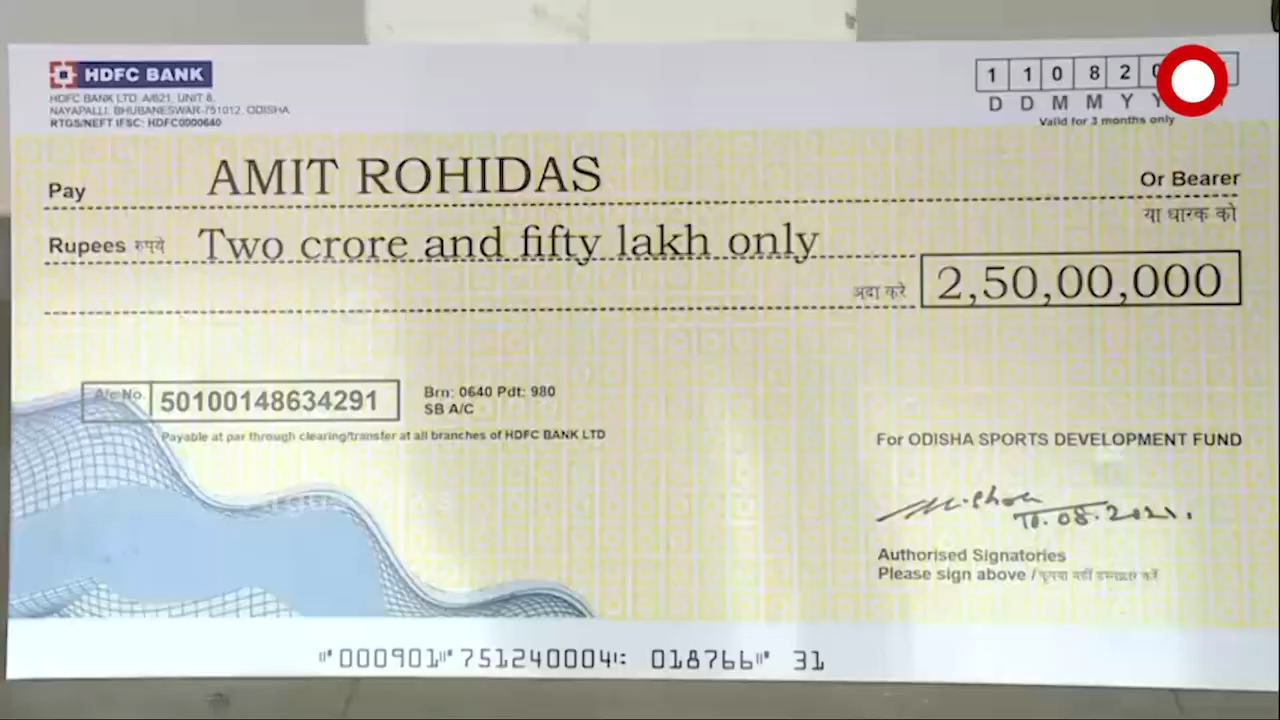 HDFC BANK
HDFC BANK LTD. A/621, UNIT 8,
NAYAPALLI, BHUBANESWAR-751012, ODISHA
RTGS/NEFT IFSC: HDFC0000640
1 1 0 8 2 0
D D M M Y Y
Valid for 3 months only
Pay AMIT ROHIDAS Or Bearer
या धारक को
Rupees रुपये Two crore and fifty lakh only
अदा करे 2,50,00,000
A/c No. 50100148634291
Brn: 0640 Pdt: 980
SB A/C
Payable at par through clearing/transfer at all branches of HDFC BANK LTD
For ODISHA SPORTS DEVELOPMENT FUND
10.08.2021.
Authorised Signatories
Please sign above /
⑈000901⑈751240004⑆ 018766⑈ 31